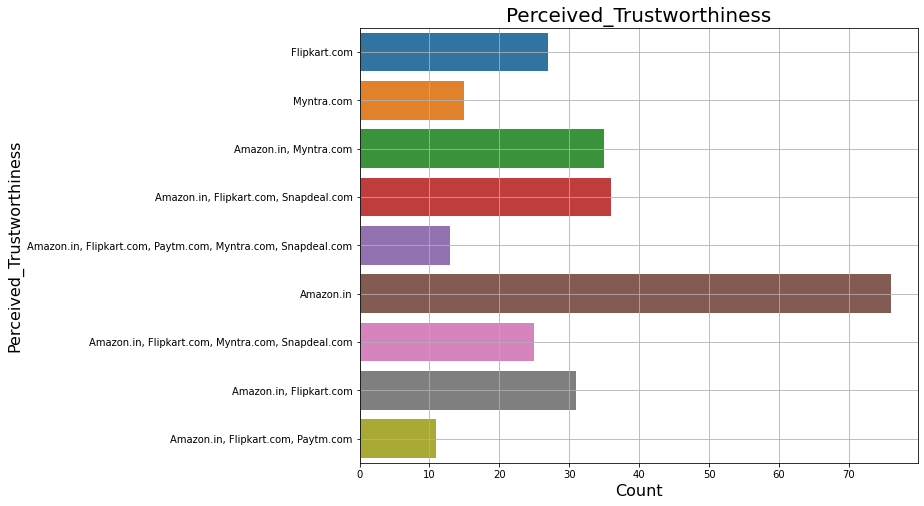 Perceived_Trustworthiness
Perceived_Trustworthiness
Flipkart.com
Myntra.com
Amazon.in, Myntra.com
Amazon.in, Flipkart.com, Snapdeal.com
Amazon.in, Flipkart.com, Paytm.com, Myntra.com, Snapdeal.com
Amazon.in
Amazon.in, Flipkart.com, Myntra.com, Snapdeal.com
Amazon.in, Flipkart.com
Amazon.in, Flipkart.com, Paytm.com
0 10 20 30 40 50 60 70
Count